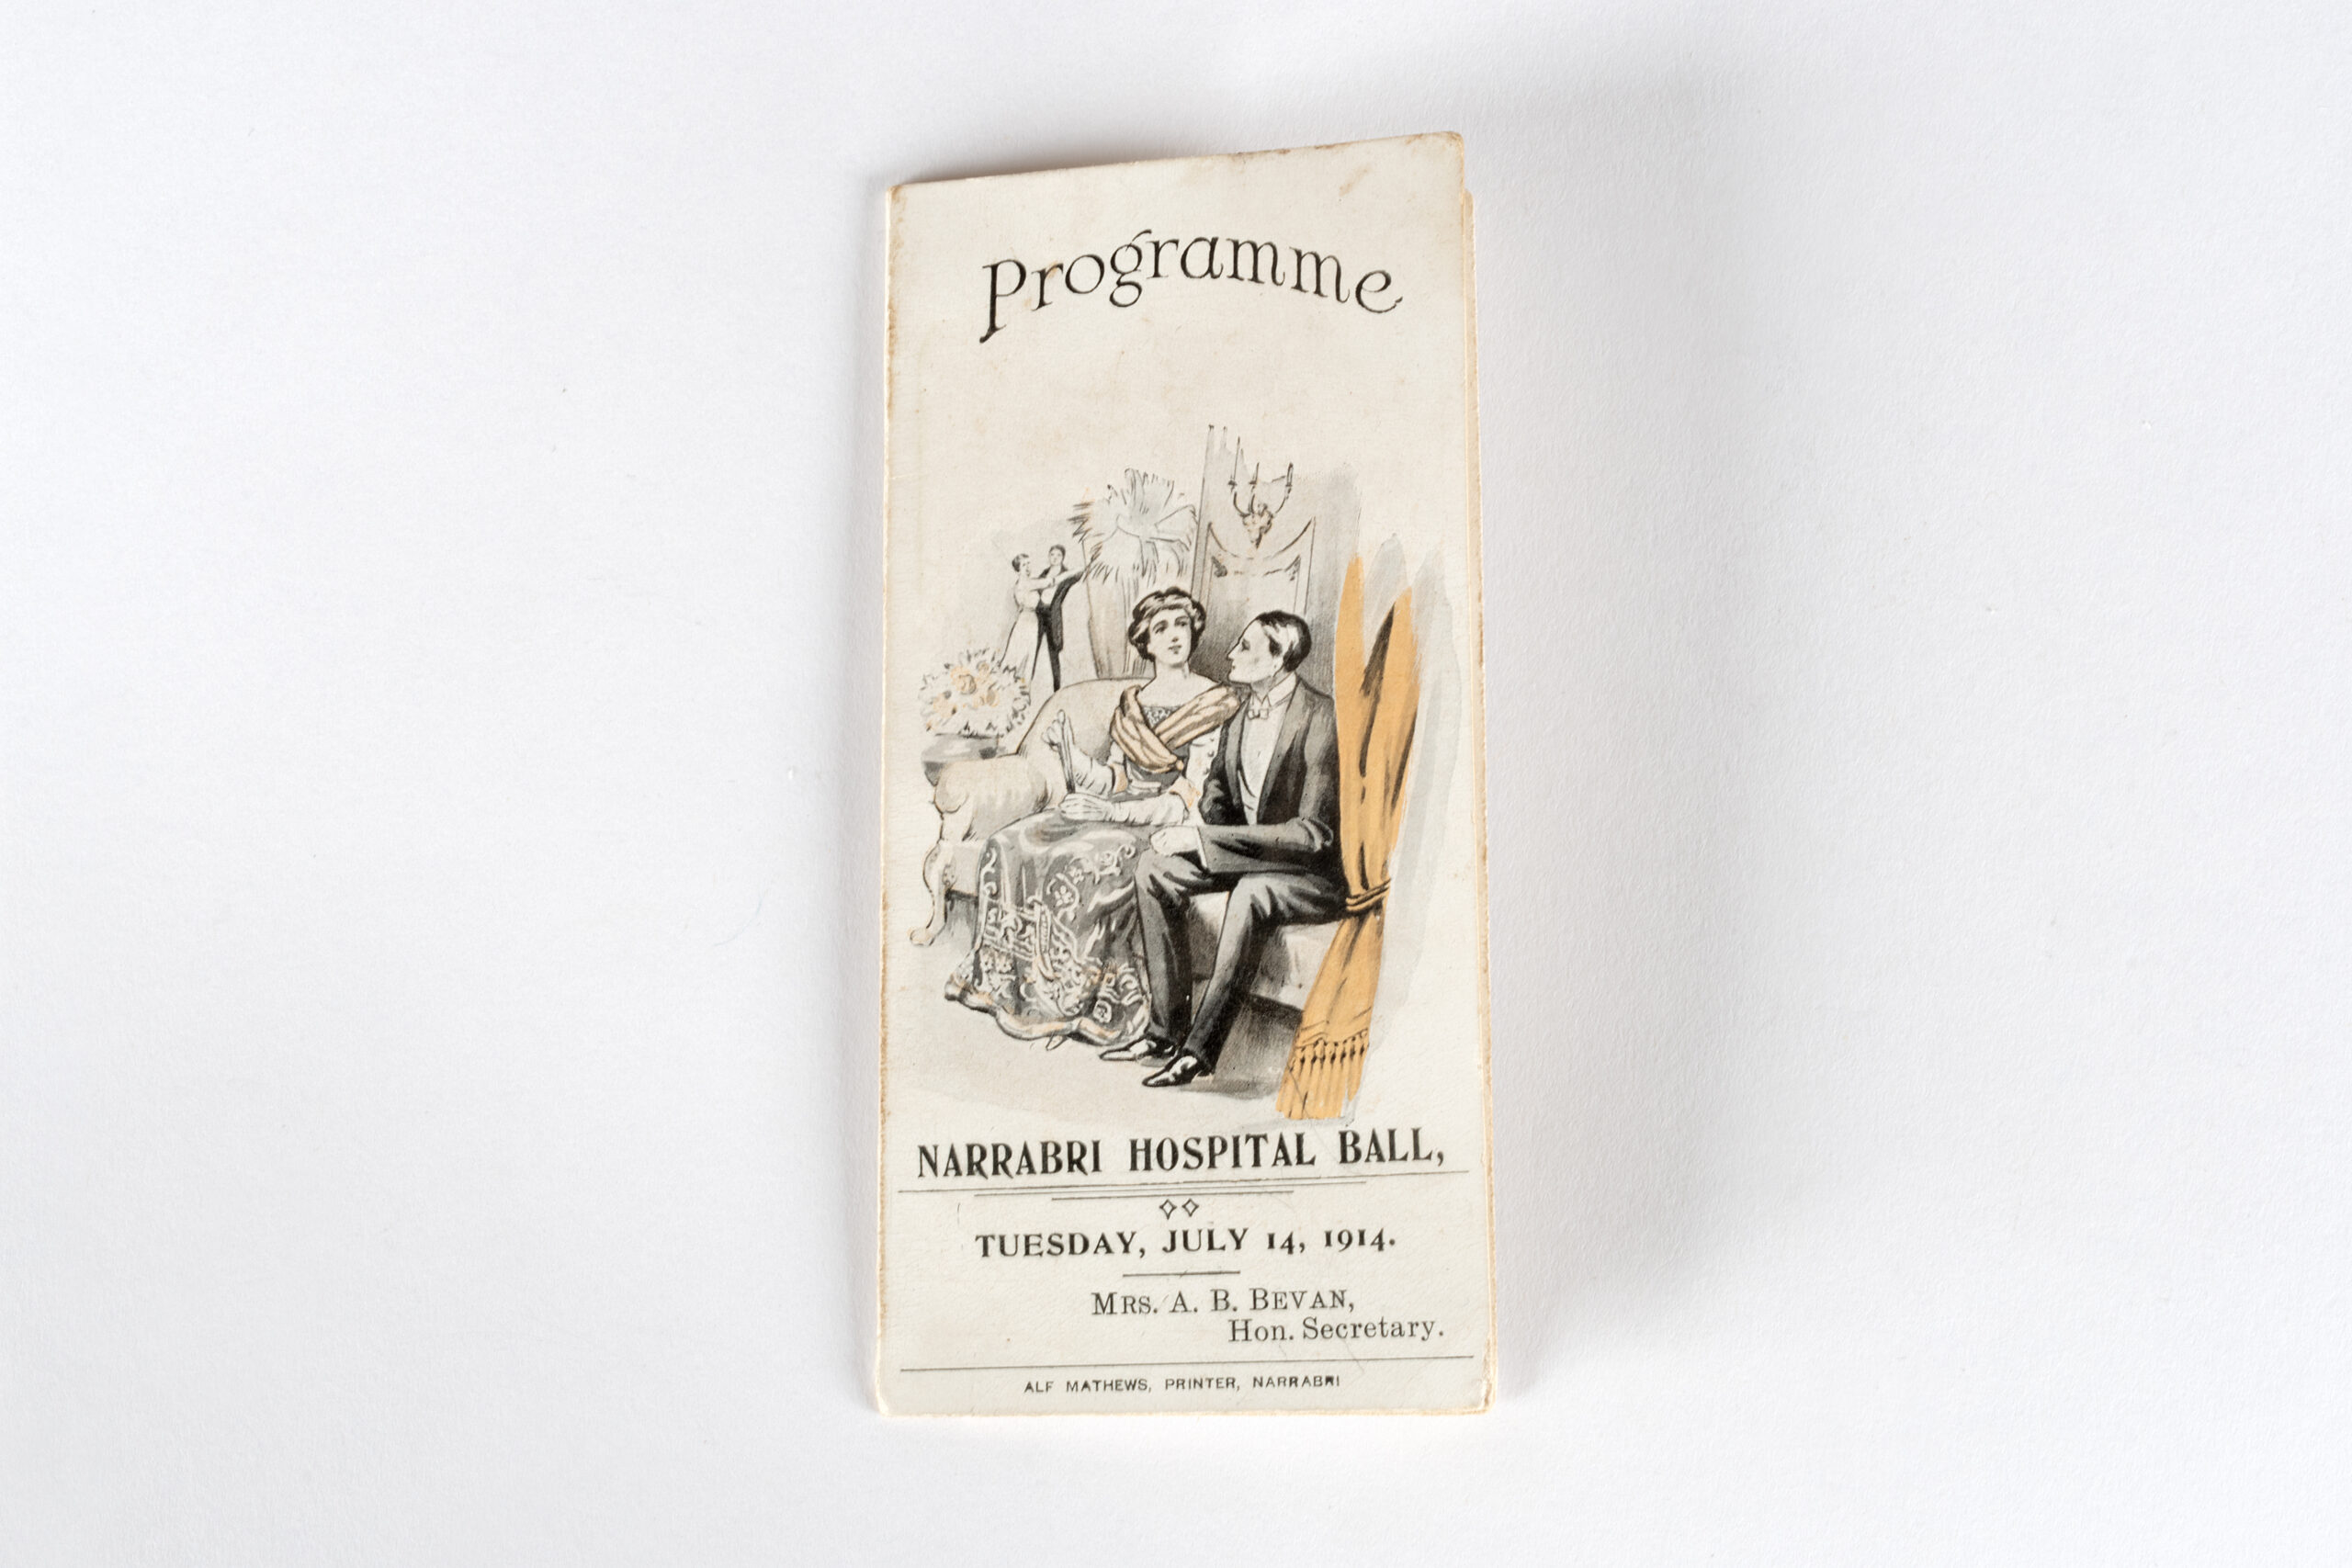 Programme
NARRABRI HOSPITAL BALL,
TUESDAY, JULY 14, 1914.
MRS. A. B. BEVAN,
Hon. Secretary.
ALF MATHEWS, PRINTER, NARRABRI